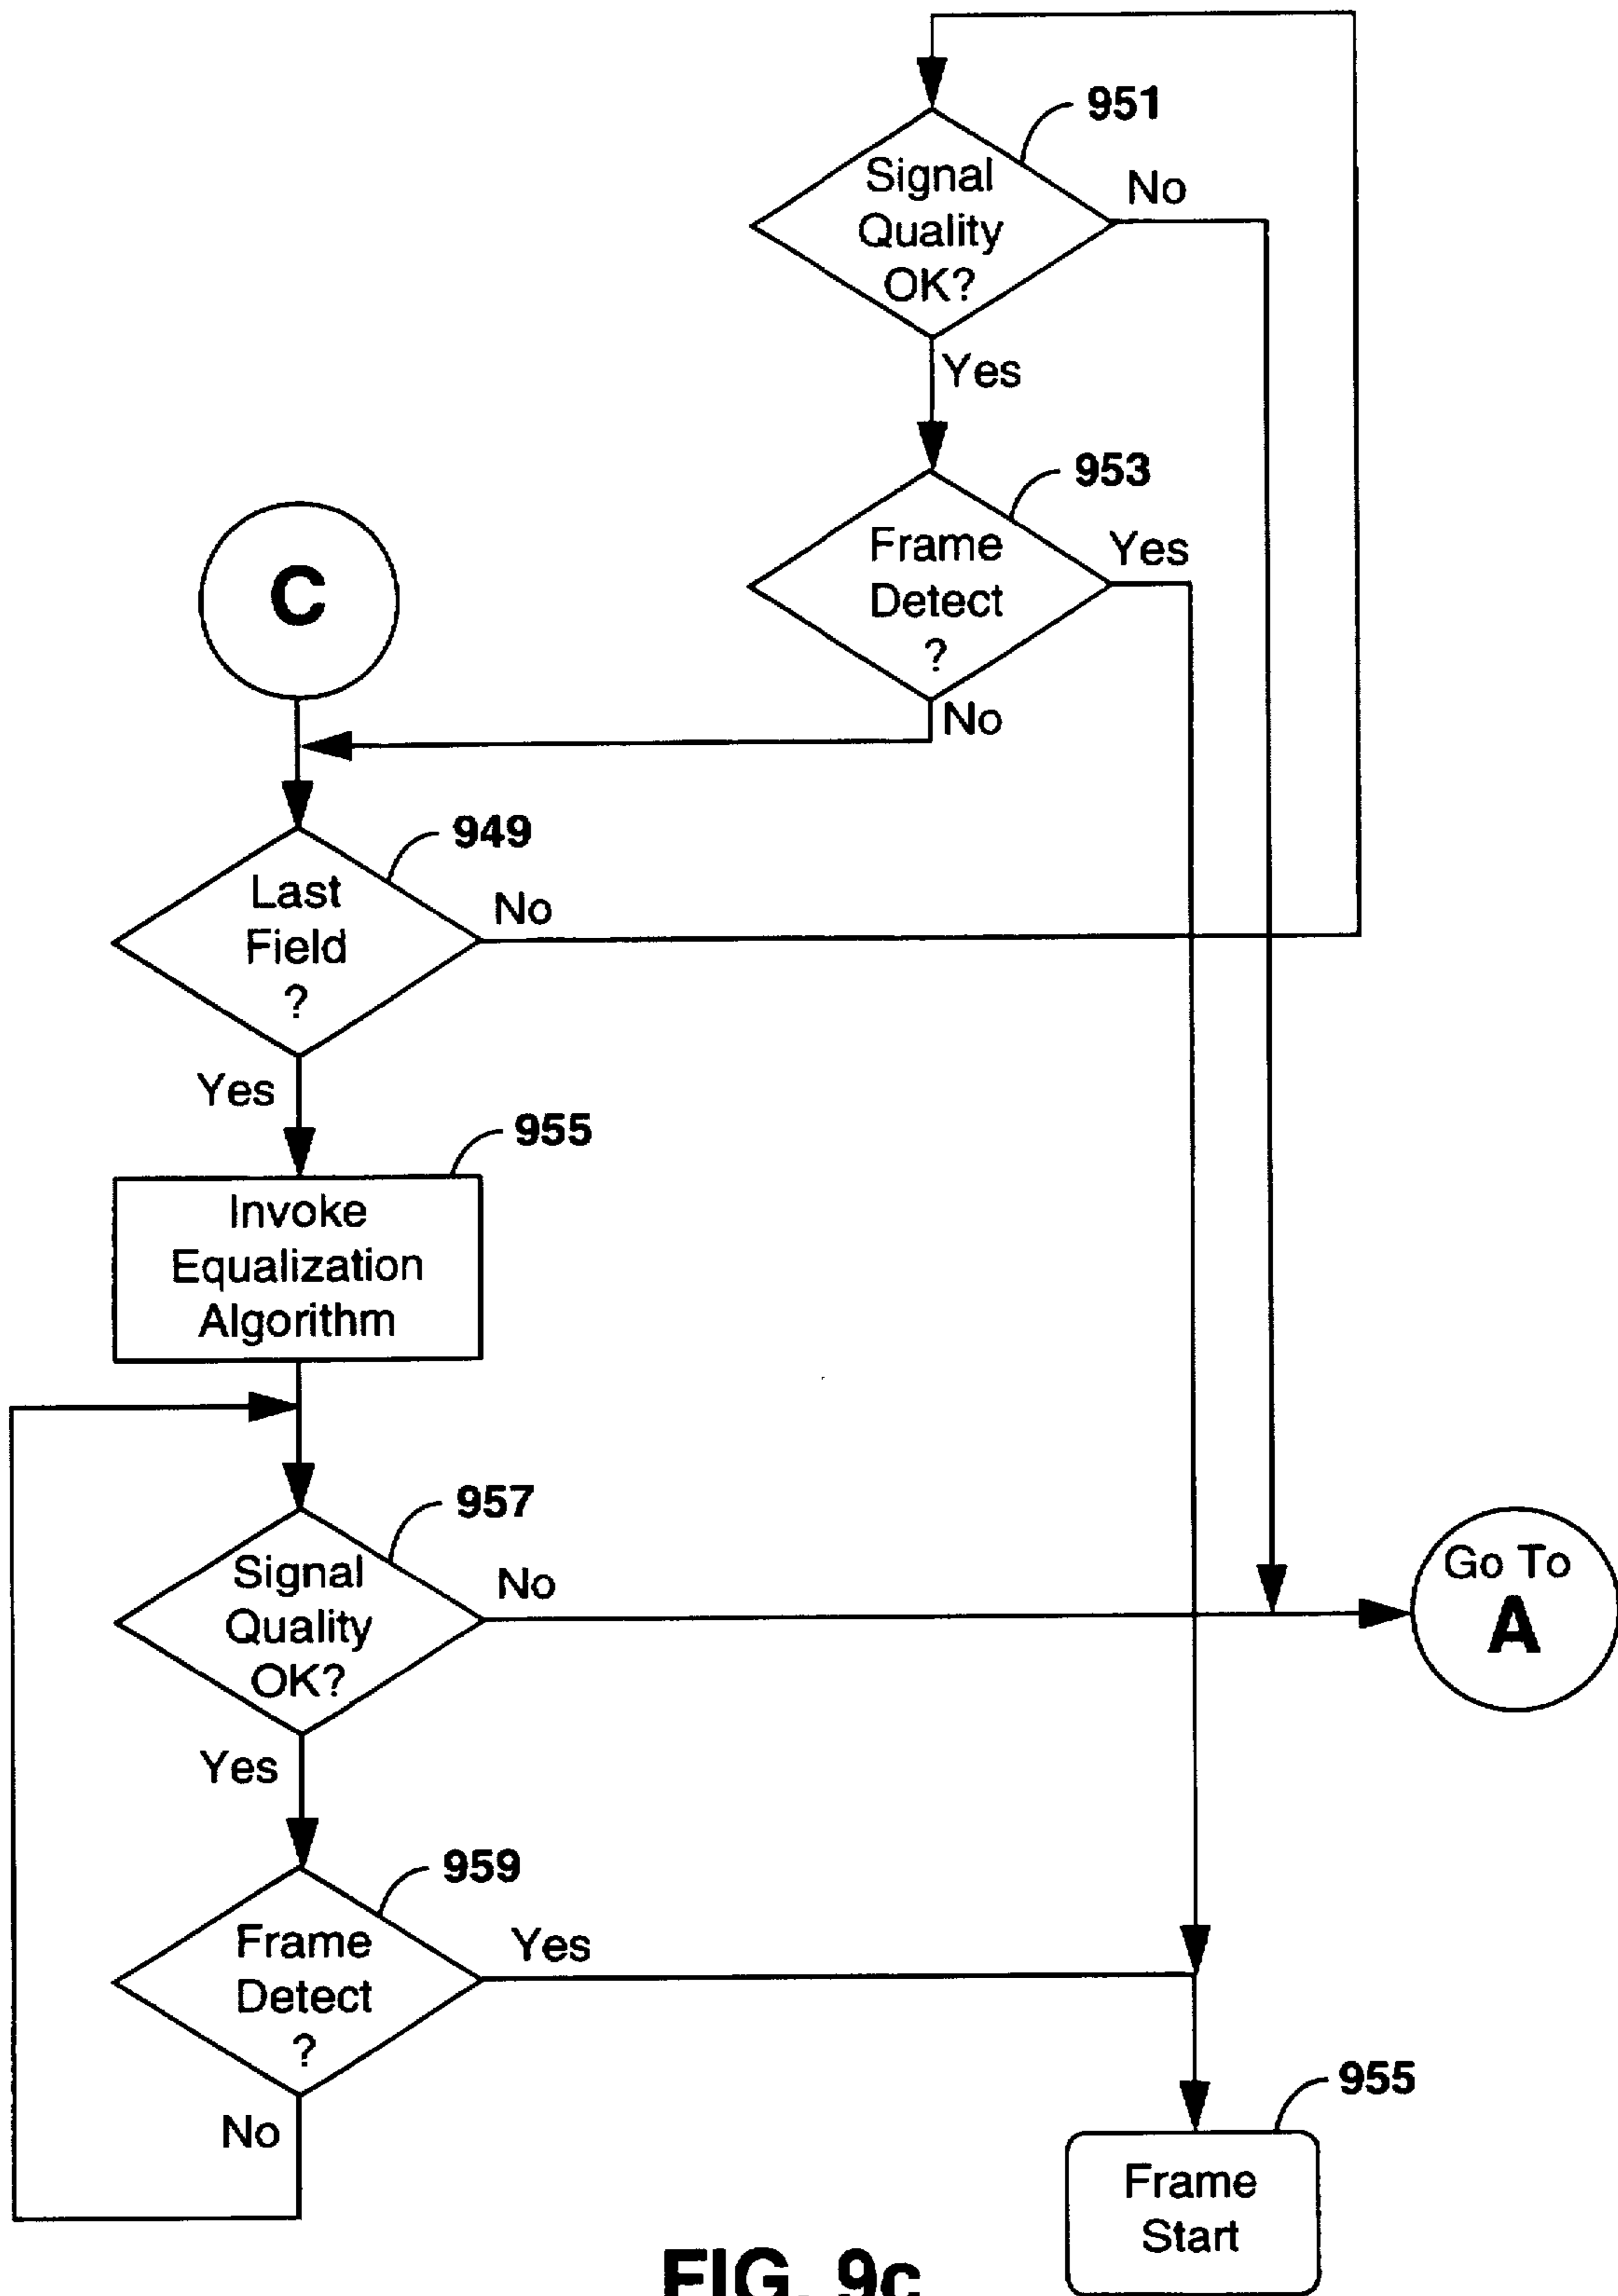 951
Signal
Quality
OK?
No
Yes
953
Frame
Detect
?
Yes
No
C
949
Last
Field
?
No
Yes
955
Invoke
Equalization
Algorithm
957
Signal
Quality
OK?
No
Yes
Go To
A
959
Frame
Detect
?
Yes
No
955
Frame
Start
FIG. 9c